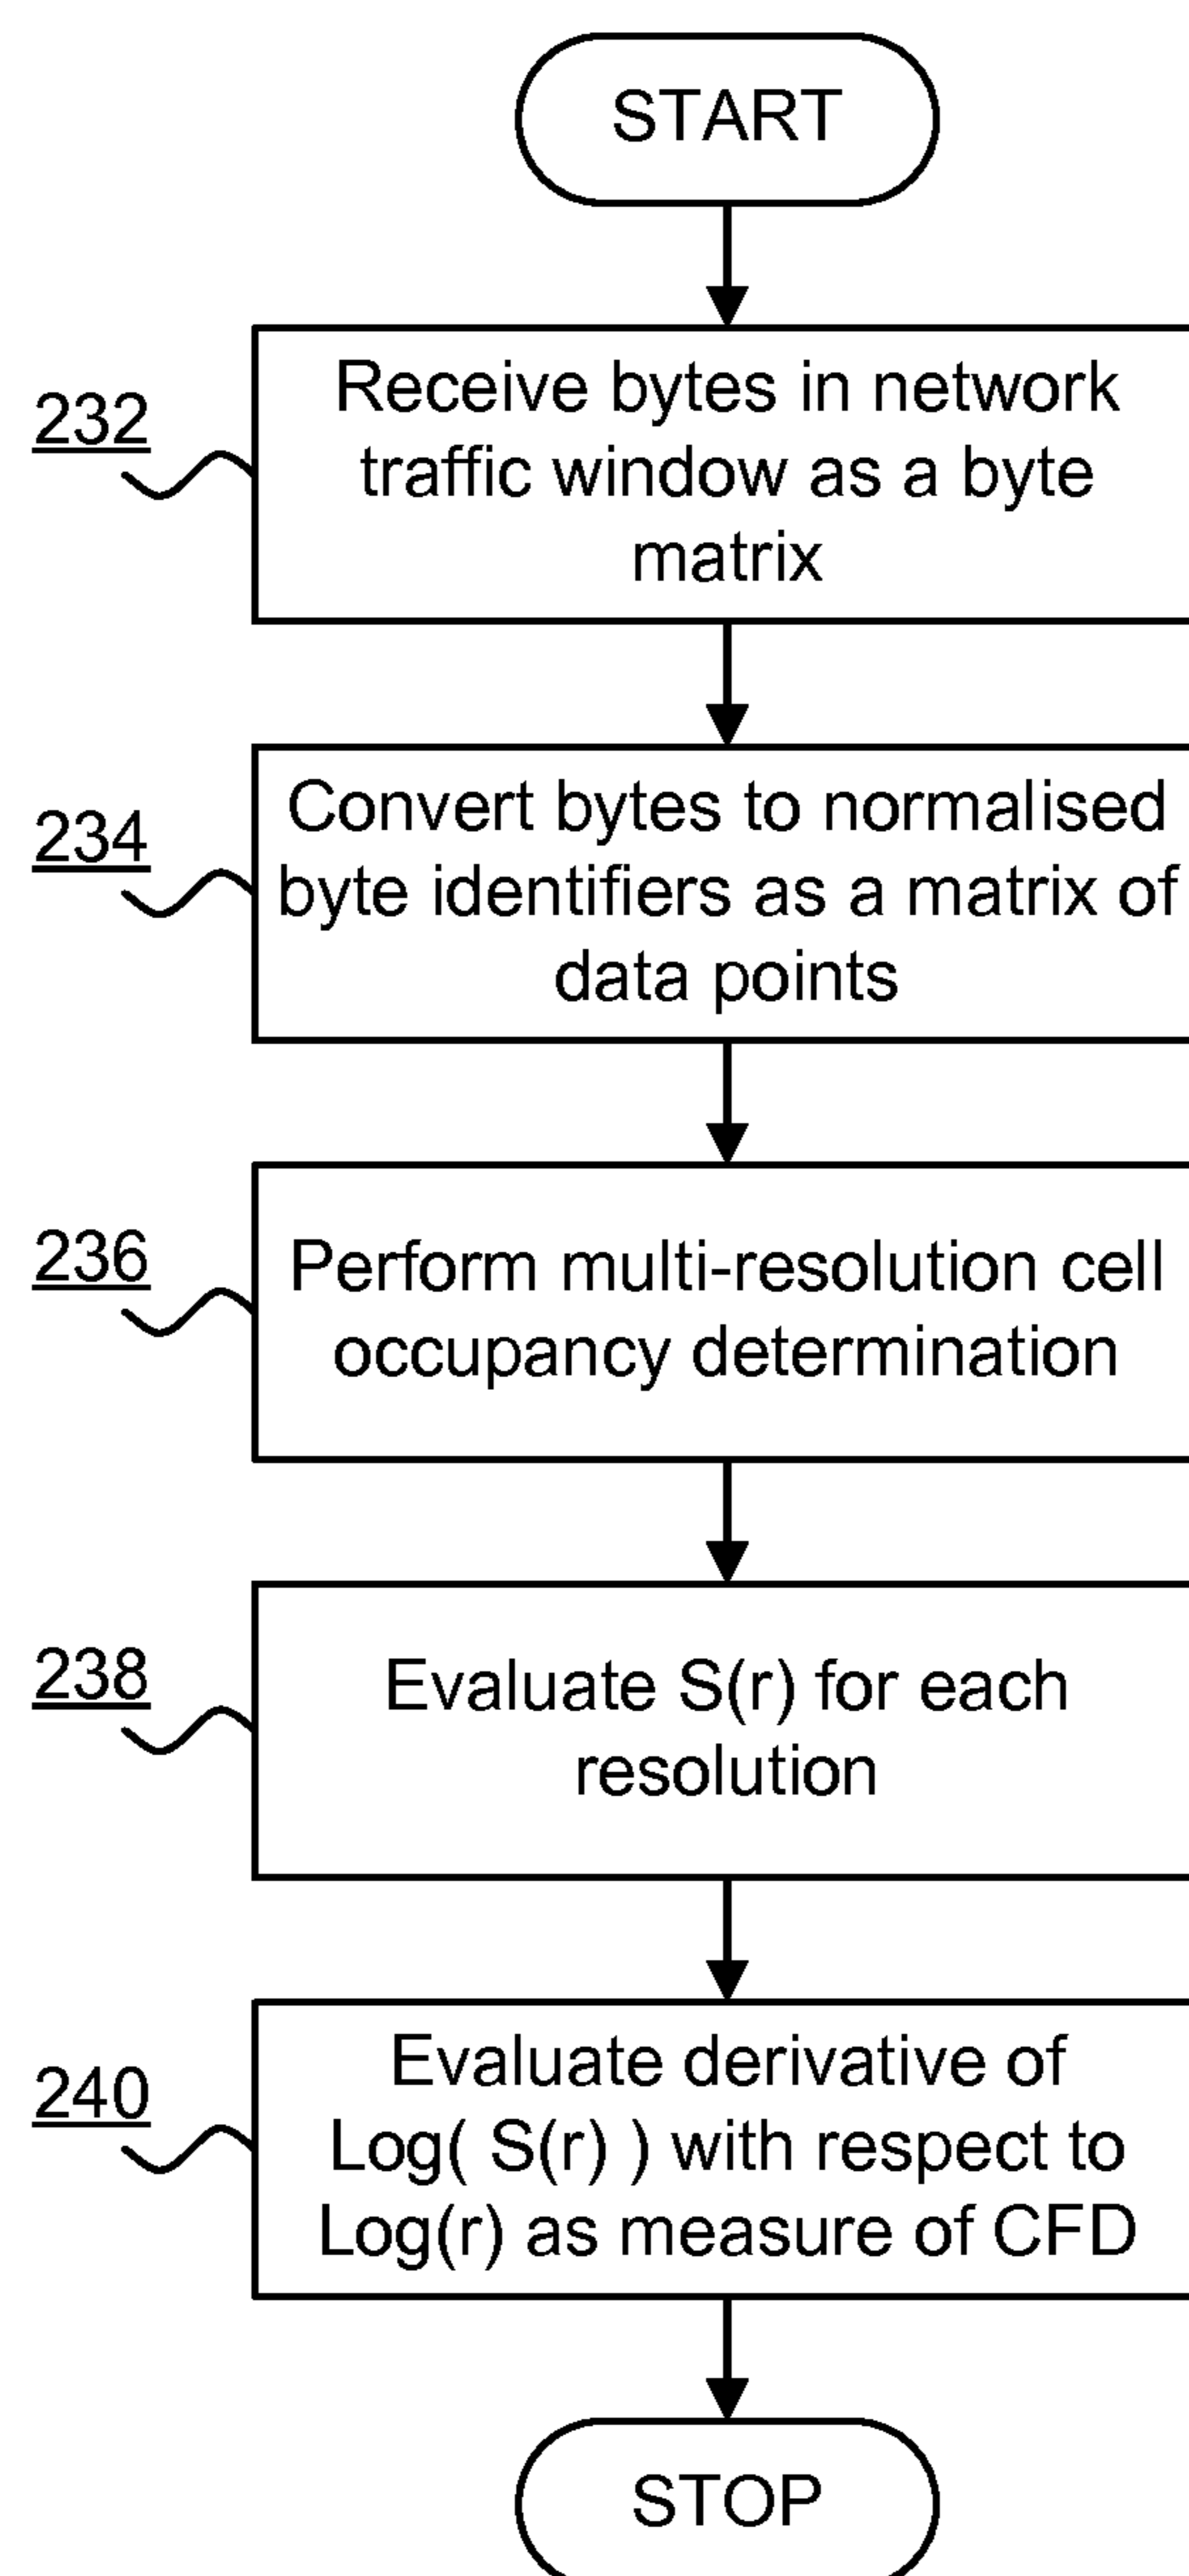 START
232
Receive bytes in network
traffic window as a byte
matrix
234
Convert bytes to normalised
byte identifiers as a matrix of
data points
236
Perform multi-resolution cell
occupancy determination
238
Evaluate S(r) for each
resolution
240
Evaluate derivative of
Log( S(r) ) with respect to
Log(r) as measure of CFD
STOP